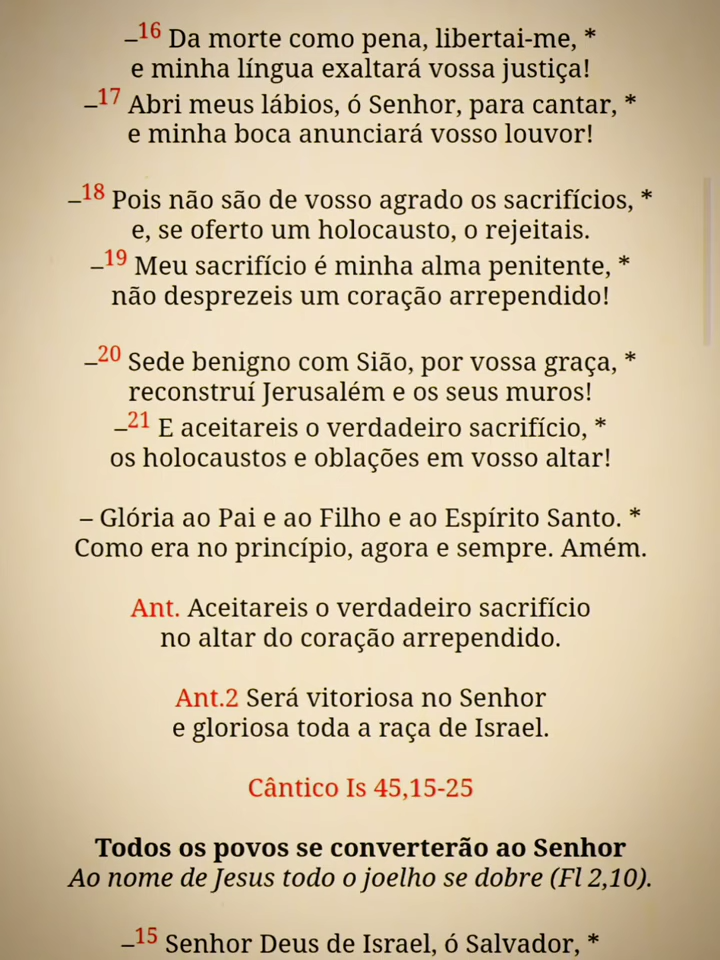 –16 Da morte como pena, libertai-me, *
e minha língua exaltará vossa justiça!
–17 Abri meus lábios, ó Senhor, para cantar, *
e minha boca anunciará vosso louvor!
–18 Pois não são de vosso agrado os sacrifícios, *
e, se oferto um holocausto, o rejeitais.
–19 Meu sacrifício é minha alma penitente, *
não desprezeis um coração arrependido!
–20 Sede benigno com Sião, por vossa graça, *
reconstruí Jerusalém e os seus muros!
–21 E aceitareis o verdadeiro sacrifício, *
os holocaustos e oblações em vosso altar!
– Glória ao Pai e ao Filho e ao Espírito Santo. *
Como era no princípio, agora e sempre. Amém.
Ant. Aceitareis o verdadeiro sacrifício
no altar do coração arrependido.
Ant.2 Será vitoriosa no Senhor
e gloriosa toda a raça de Israel.
Cântico Is 45,15-25
Todos os povos se converterão ao Senhor
Ao nome de Jesus todo o joelho se dobre (Fl 2,10).
–15 Senhor Deus de Israel, ó Salvador, *